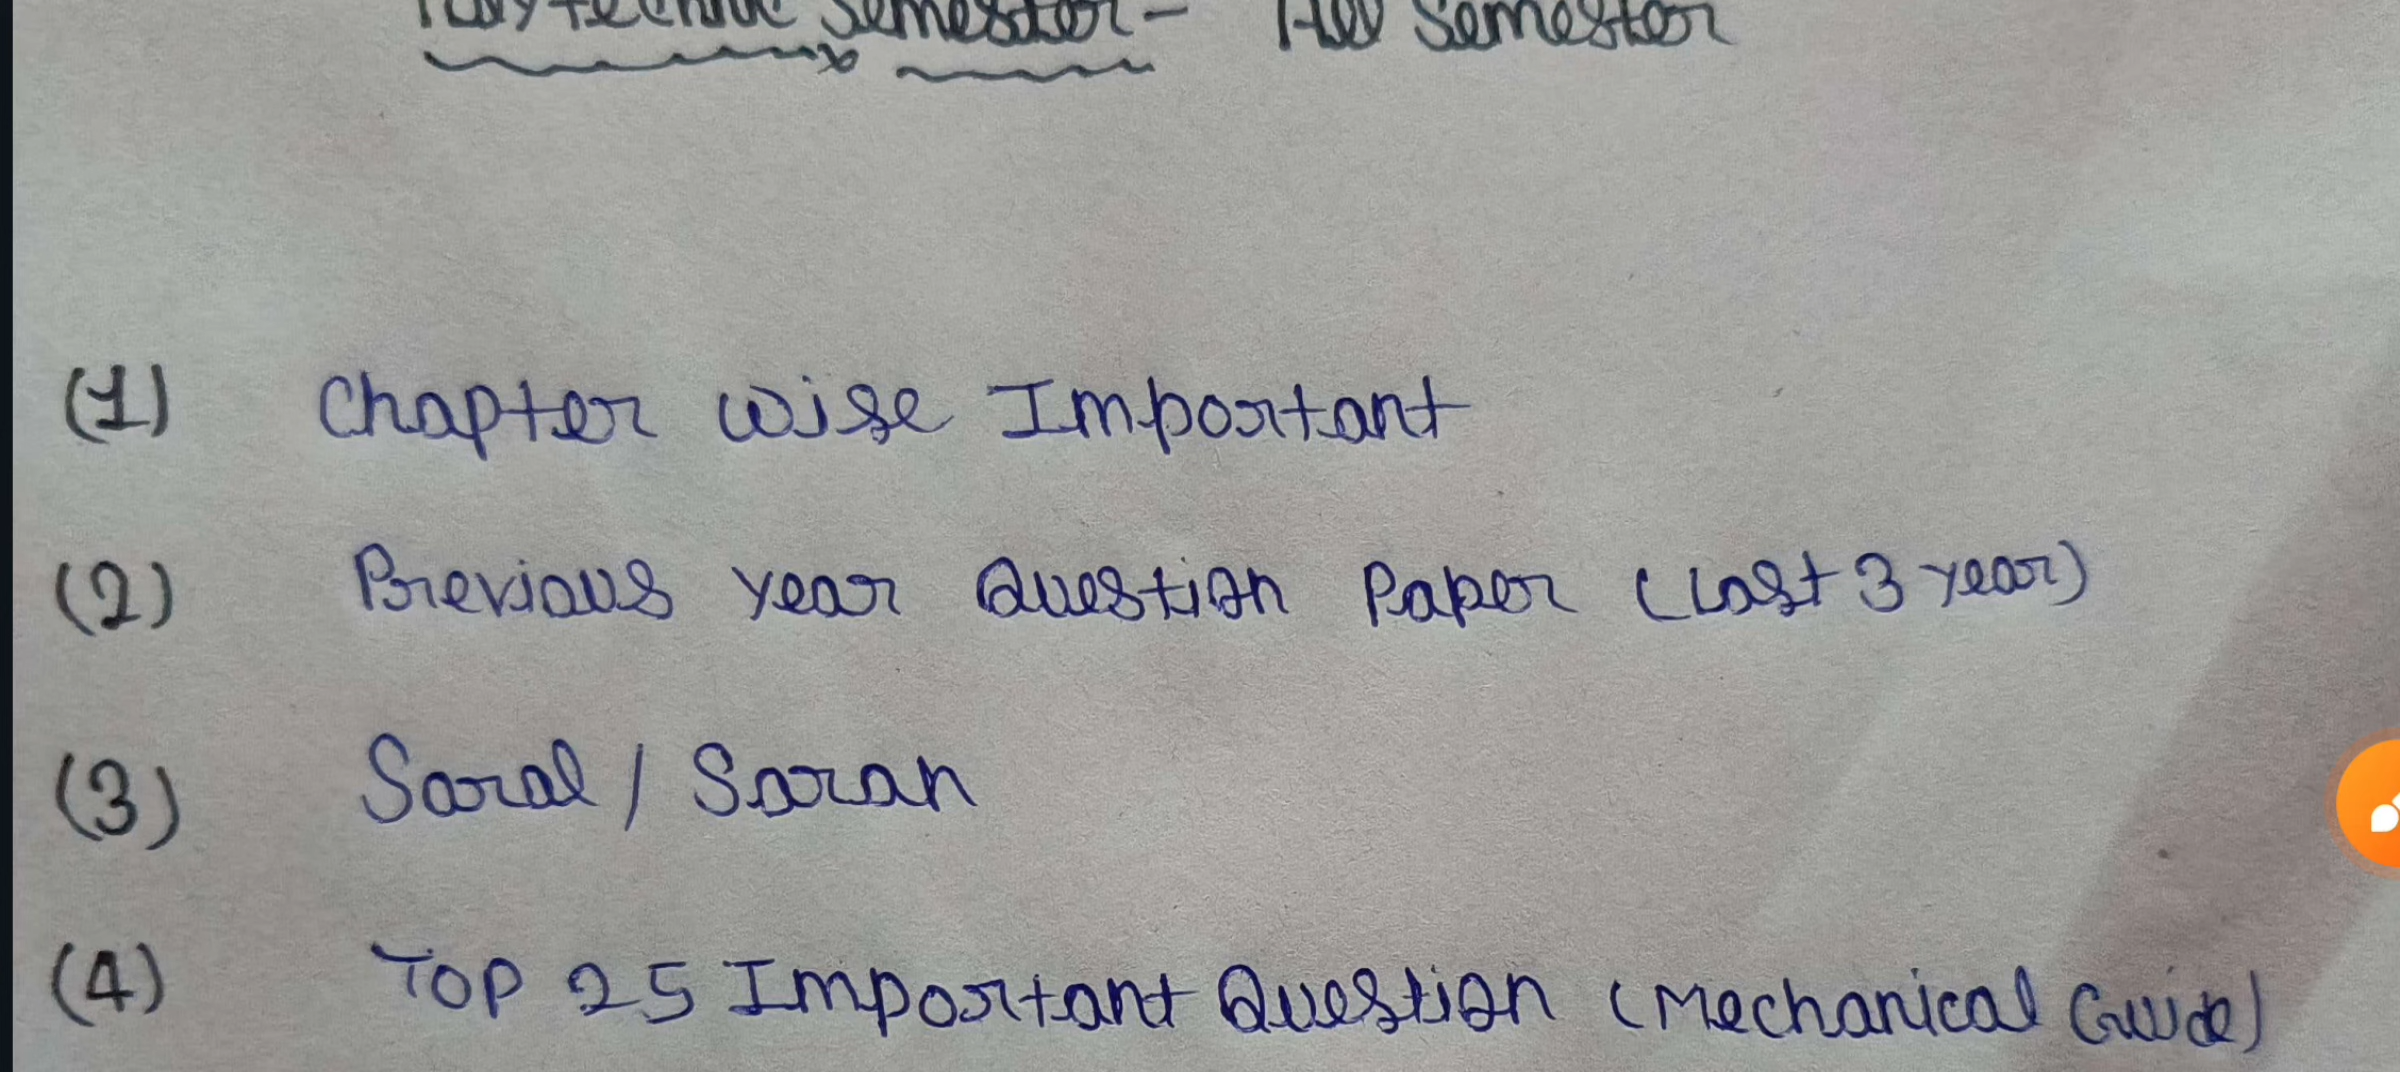 Polytechnic Semester - All Semester
(1) Chapter wise Important
(2) Previous year Question Paper (Last 3 year)
(3) Saral / Saran
(4) TOP 25 Important Question (Mechanical Guide)